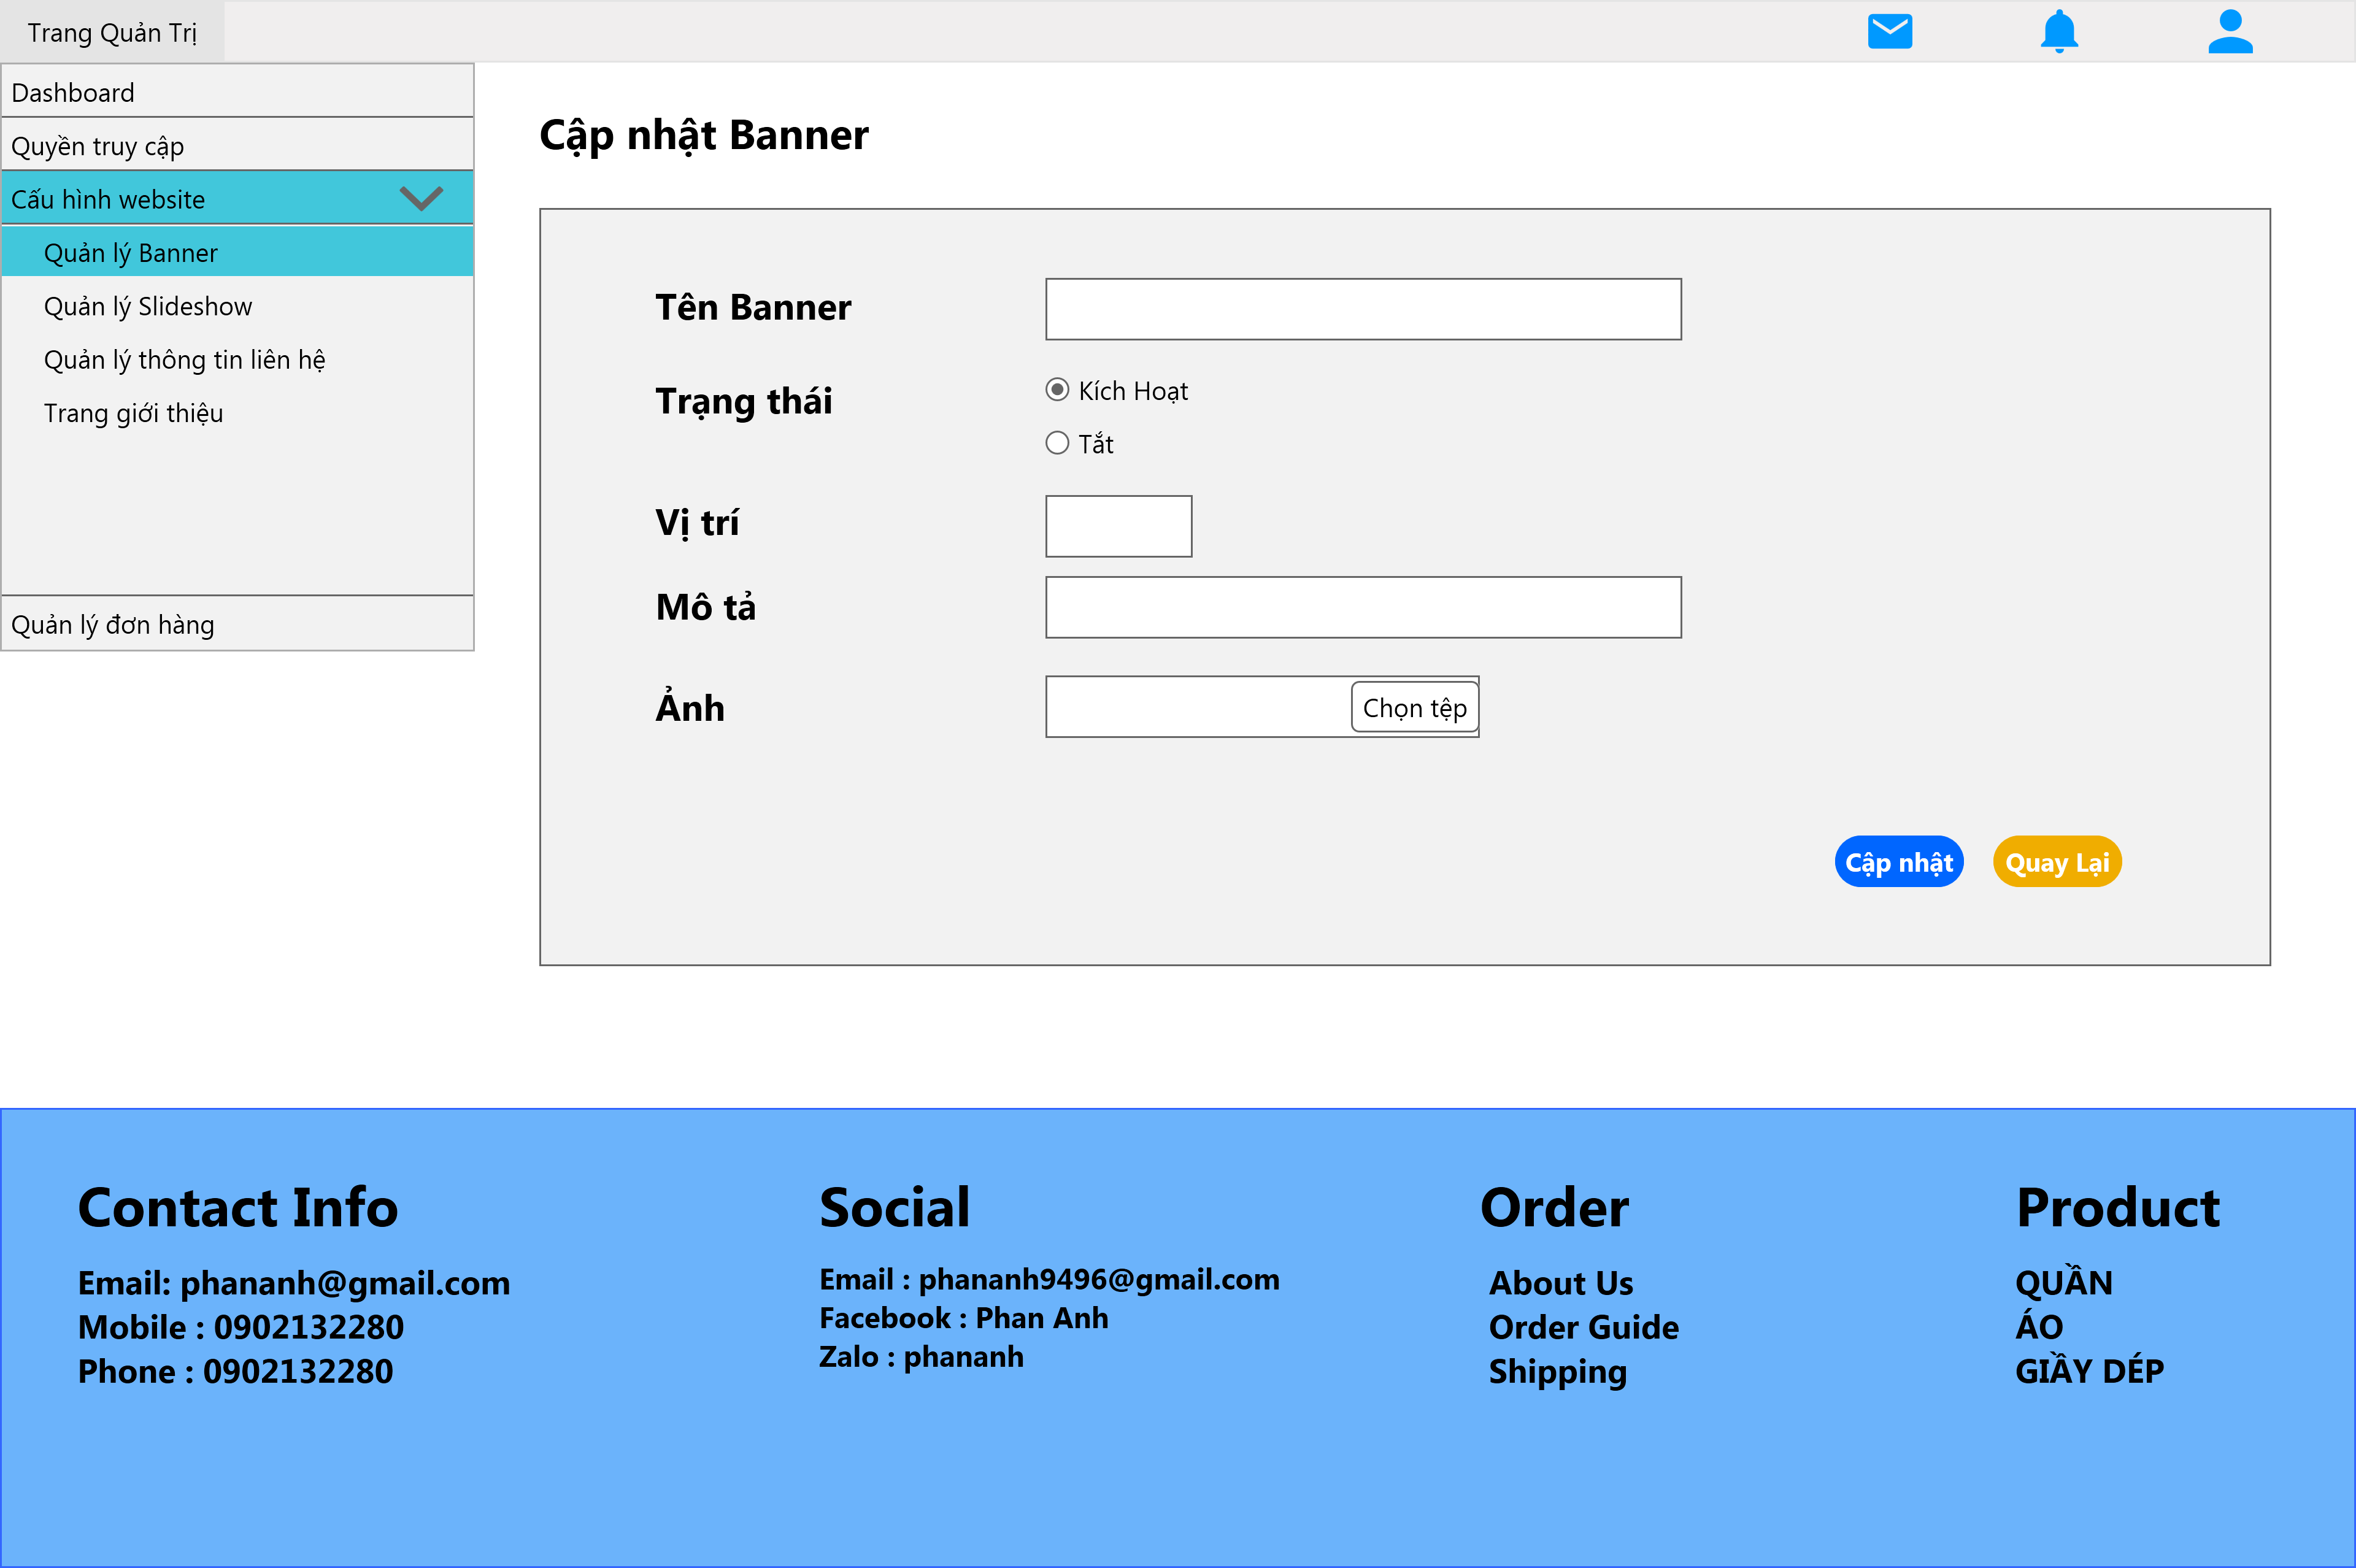 Trang Quản Trị
Dashboard
Quyền truy cập
Cấu hình website
Quản lý Banner
Quản lý Slideshow
Quản lý thông tin liên hệ
Trang giới thiệu
Quản lý đơn hàng
Cập nhật Banner
Tên Banner
Trạng thái
Kích Hoạt
Tắt
Vị trí
Mô tả
Ảnh
Chọn tệp
Cập nhật
Quay Lại
Contact Info
Email: phananh@gmail.com
Mobile : 0902132280
Phone : 0902132280
Social
Email : phananh9496@gmail.com
Facebook : Phan Anh
Zalo : phananh
Order
About Us
Order Guide
Shipping
Product
QUẦN
ÁO
GIẦY DÉP